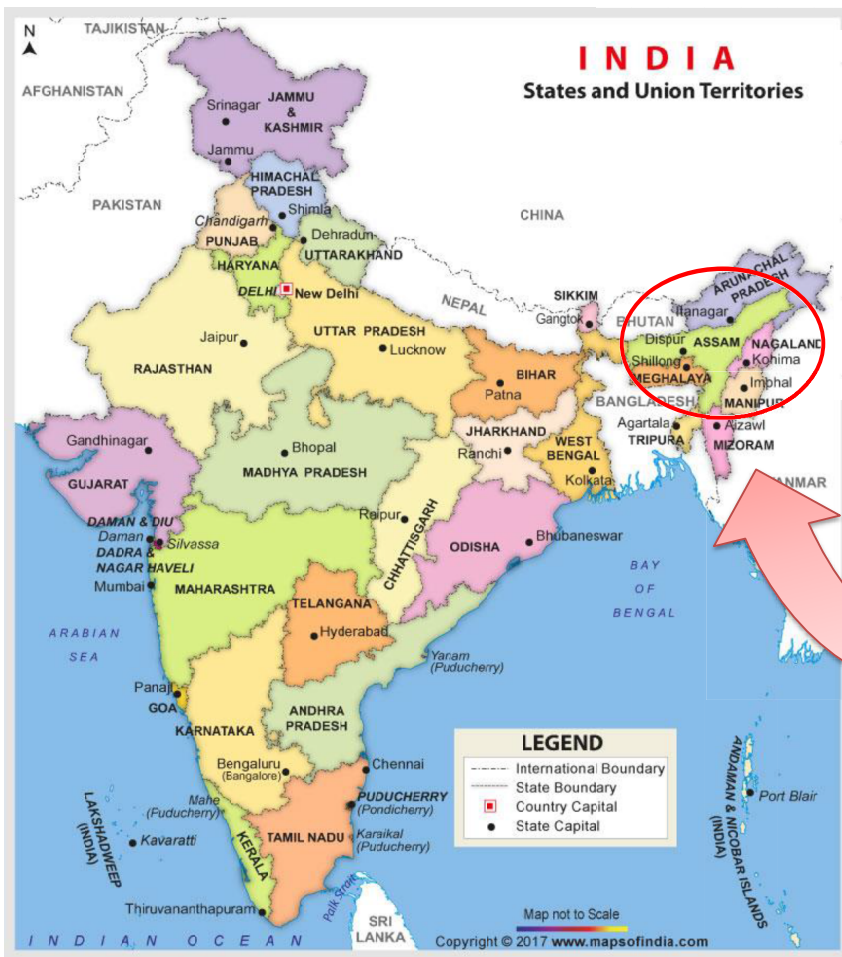 N
TAJIKISTAN
INDIA
States and Union Territories
AFGHANISTAN
JAMMU
&
KASHMIR
Srinagar
Jammu
HIMACHAL
PRADESH
PAKISTAN
Shimla
CHINA
Chandigarh
PUNJAB
Dehradun
UTTARAKHAND
HARYANA
DELHI
New Delhi
NEPAL
SIKKIM
Gangtok
BHUTAN
ARUNACHAL
PRADESH
Itanagar
Dispur
ASSAM
NAGALAND
Shillong
Kohima
MEGHALAYA
Imphal
MANIPUR
BANGLADESH
Jaipur
UTTAR PRADESH
Lucknow
RAJASTHAN
BIHAR
Patna
Agartala
TRIPURA
Aizawl
MIZORAM
Gandhinagar
Bhopal
MADHYA PRADESH
JHARKHAND
Ranchi
WEST
BENGAL
Kolkata
ANMAR
GUJARAT
DAMAN & DIU
Daman
Silvassa
DADRA &
NAGAR HAVELI
Mumbai
MAHARASHTRA
Raipur
CHHATTISGARH
ODISHA
Bhubaneswar
BAY
OF
BENGAL
TELANGANA
Hyderabad
ARABIAN
SEA
Yanam
(Puducherry)
Panaji
GOA
KARNATAKA
ANDHRA
PRADESH
Bengaluru
(Bangalore)
Chennai
LEGEND
International Boundary
State Boundary
Country Capital
State Capital
Mahe
(Puducherry)
PUDUCHERRY
(Pondicherry)
LAKSHADWEEP
(INDIA)
Kavaratti
KERALA
TAMIL NADU
Karaikal
(Puducherry)
ANDAMAN & NICOBAR ISLANDS
(INDIA)
Port Blair
Thiruvananthapuram
Palk Strait
SRI
LANKA
Map not to Scale
INDIAN OCEAN
Copyright © 2017 www.mapsofindia.com